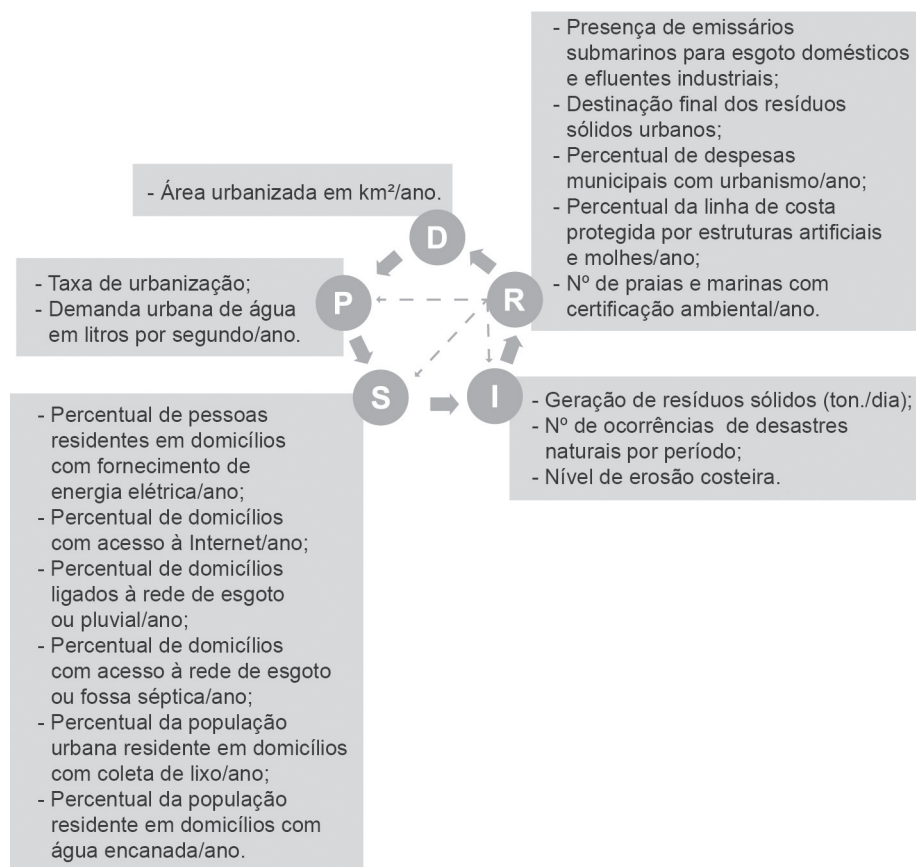 - Presença de emissários
submarinos para esgoto domésticos
e efluentes industriais;
- Destinação final dos resíduos
sólidos urbanos;
- Percentual de despesas
municipais com urbanismo/ano;
- Percentual da linha de costa
protegida por estruturas artificiais
e molhes/ano;
- Nº de praias e marinas com
certificação ambiental/ano.
- Área urbanizada em km²/ano.
D
- Taxa de urbanização;
- Demanda urbana de água
em litros por segundo/ano.
P
R
S
I
- Geração de resíduos sólidos (ton./dia);
- Nº de ocorrências de desastres
naturais por período;
- Nível de erosão costeira.
- Percentual de pessoas
residentes em domicílios
com fornecimento de
energia elétrica/ano;
- Percentual de domicílios
com acesso à Internet/ano;
- Percentual de domicílios
ligados à rede de esgoto
ou pluvial/ano;
- Percentual de domicílios
com acesso à rede de esgoto
ou fossa séptica/ano;
- Percentual da população
urbana residente em domicílios
com coleta de lixo/ano;
- Percentual da população
residente em domicílios com
água encanada/ano.